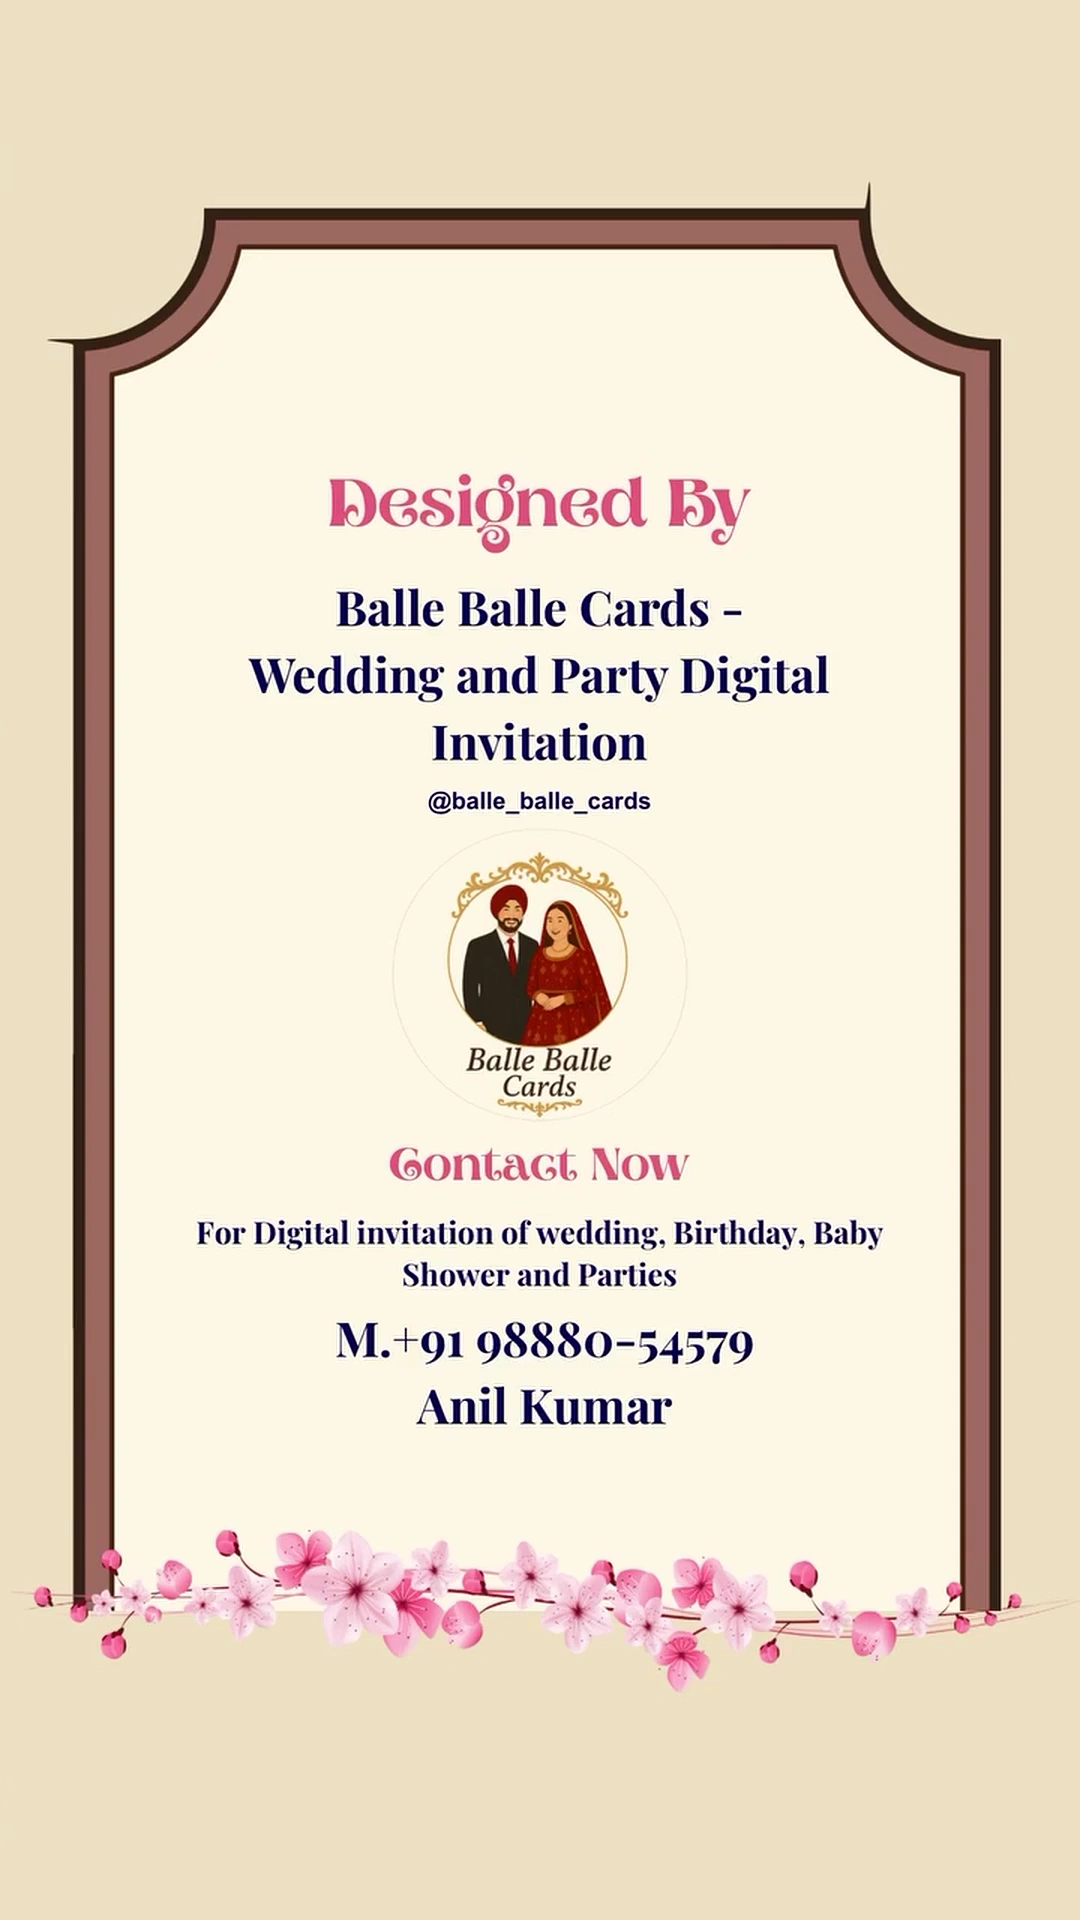 Designed By
Balle Balle Cards -
Wedding and Party Digital
Invitation
@balle_balle_cards
Balle Balle
Cards
Contact Now
For Digital invitation of wedding, Birthday, Baby
Shower and Parties
M.+91 98880-54579
Anil Kumar